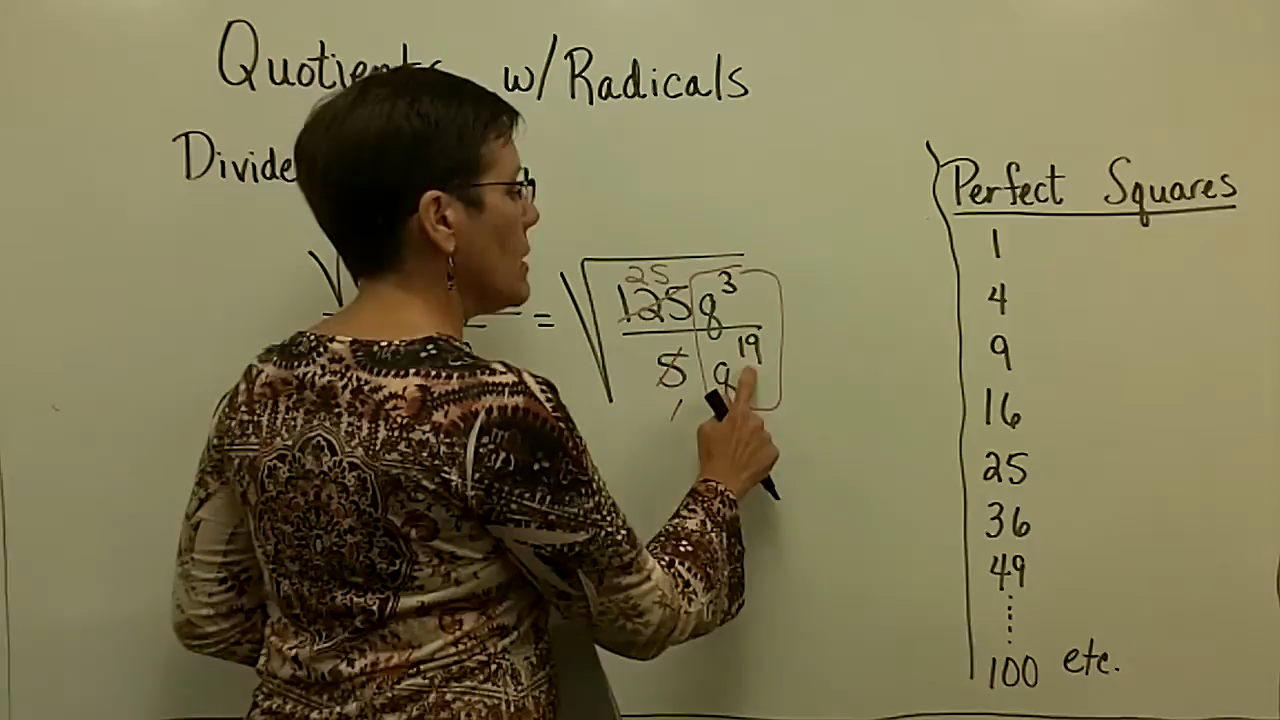 Quotients w/Radicals
Divide
= √
25
125 g³
5 g¹⁹
1
Perfect Squares
1
4
9
16
25
36
49
100 etc.